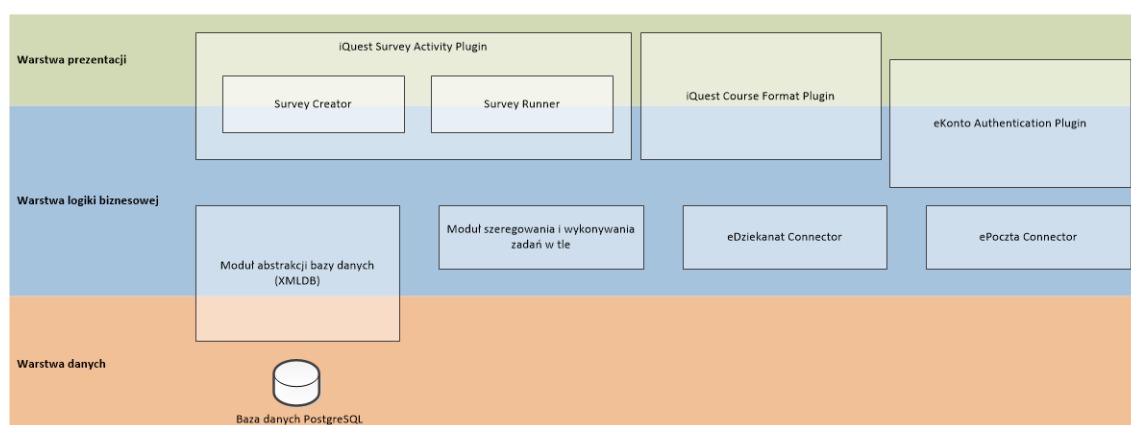 Warstwa prezentacji
iQuest Survey Activity Plugin
Survey Creator
Survey Runner
iQuest Course Format Plugin
eKonto Authentication Plugin
Warstwa logiki biznesowej
Moduł abstrakcji bazy danych
(XMLDB)
Moduł szeregowania i wykonywania
zadań w tle
eDziekanat Connector
ePoczta Connector
Warstwa danych
Baza danych PostgreSQL